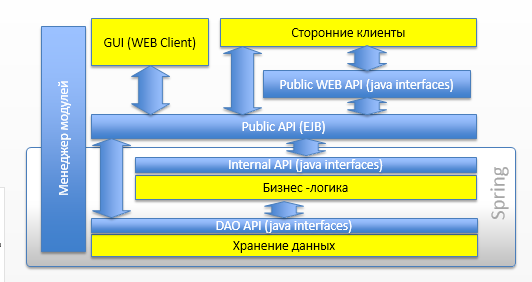 GUI (WEB Client)
Сторонние клиенты
Менеджер модулей
Public WEB API (java interfaces)
Public API (EJB)
Internal API (java interfaces)
Бизнес -логика
Spring
DAO API (java interfaces)
Хранение данных